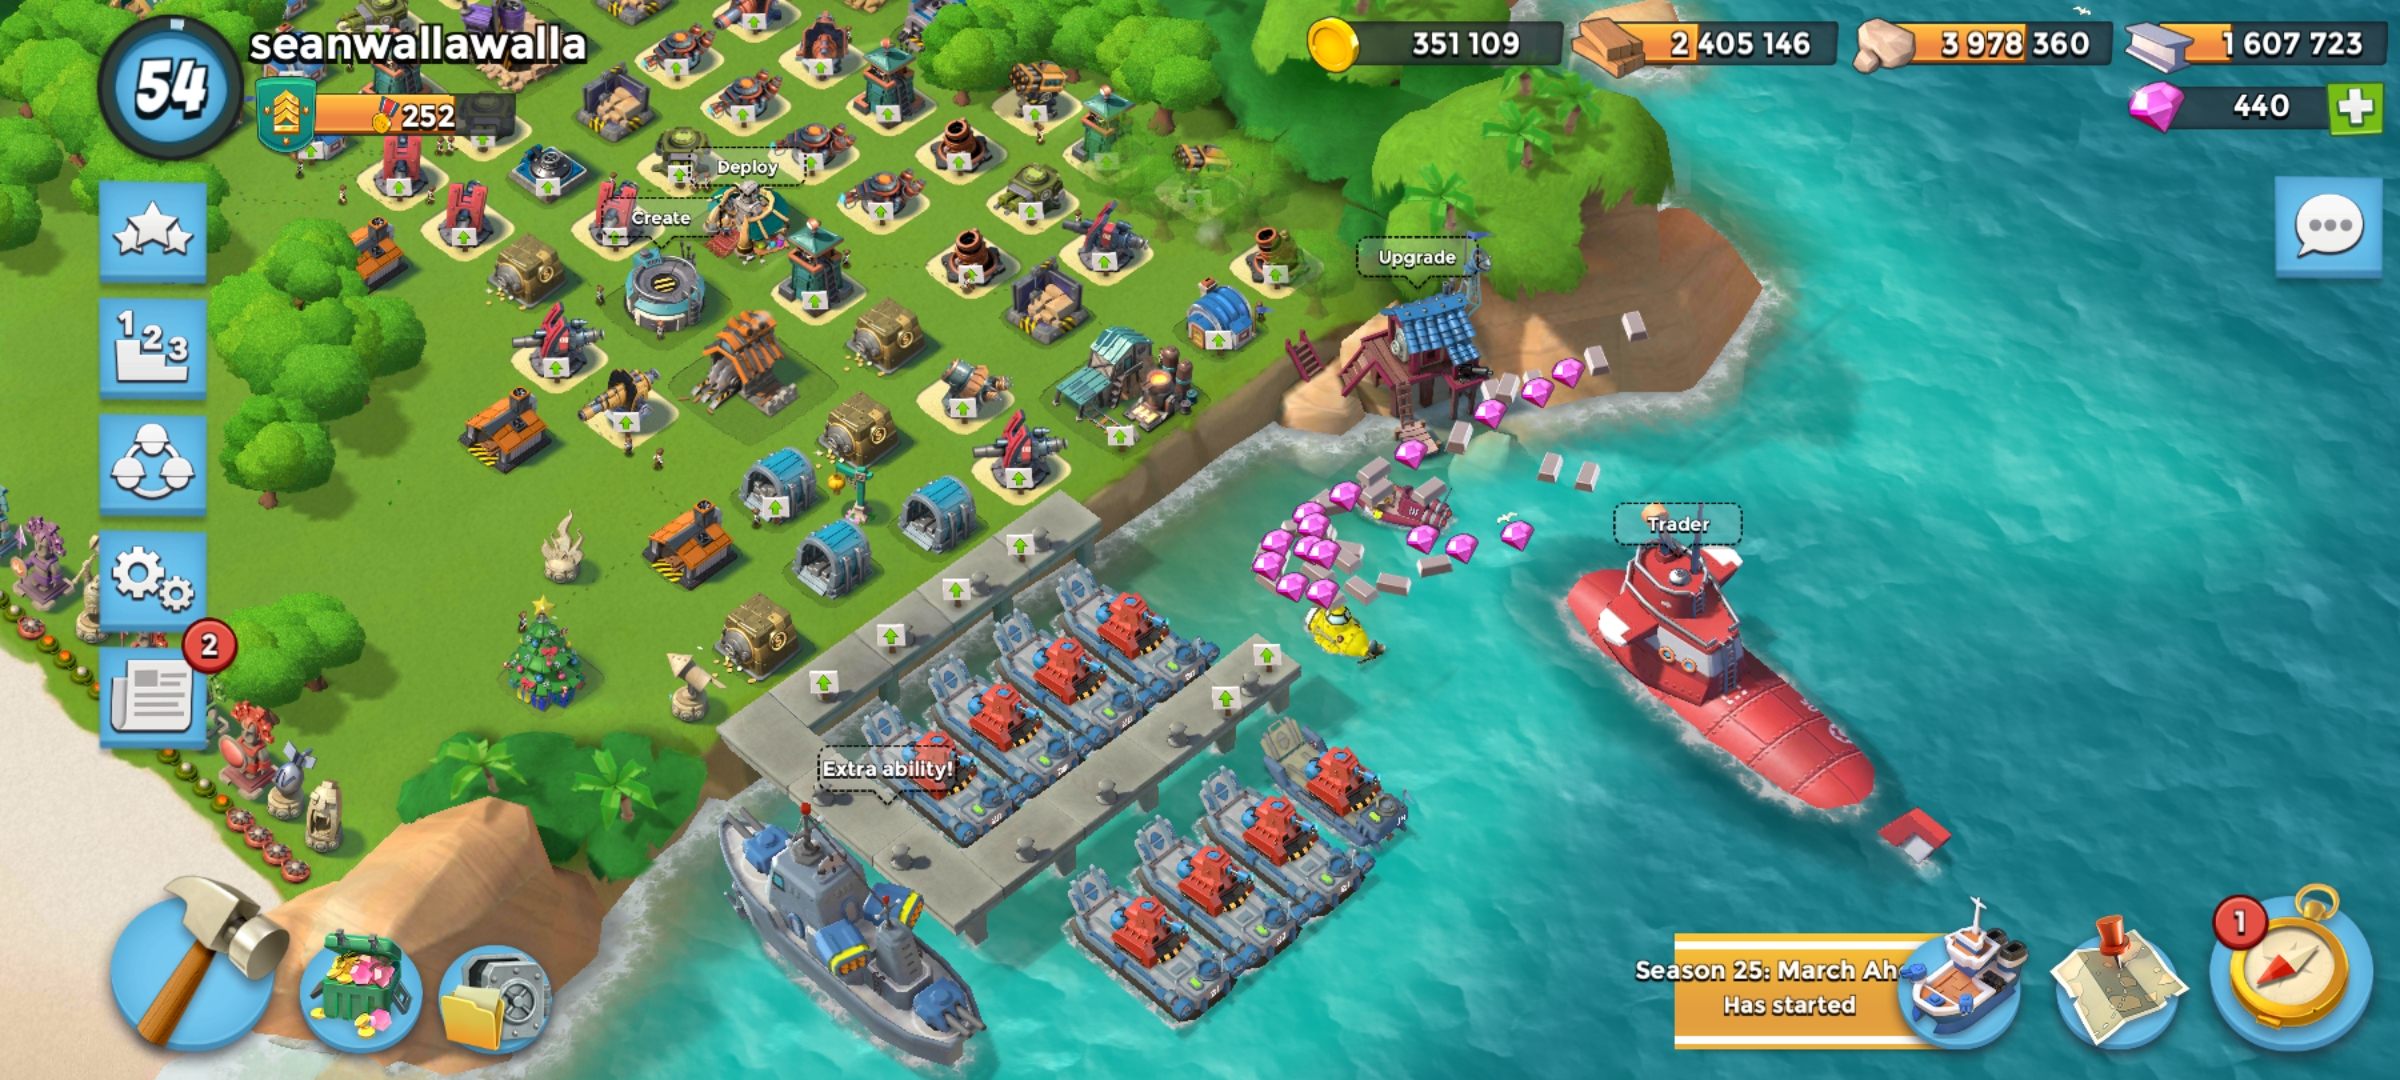 54
seanwallawalla
252
351 109
2 405 146
3 978 360
1 607 723
440
Deploy
Create
Upgrade
123
Trader
2
Extra ability!
1
Season 25: March Ah
Has started